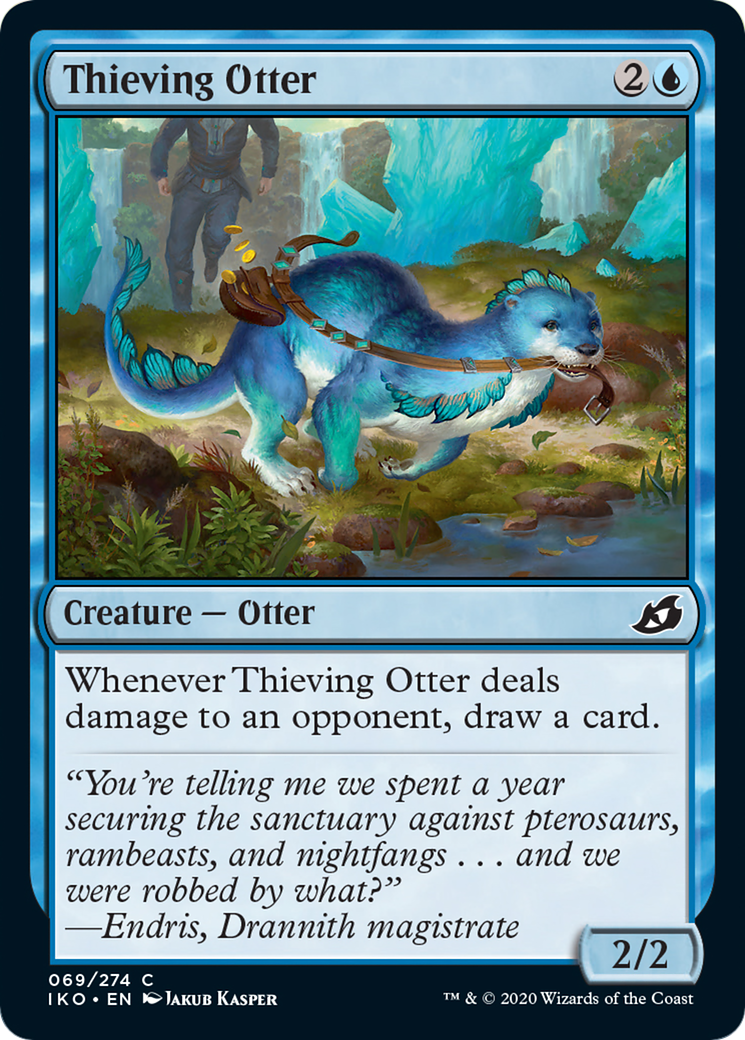 Thieving Otter 2
Creature — Otter
Whenever Thieving Otter deals
damage to an opponent, draw a card.
“You’re telling me we spent a year
securing the sanctuary against pterosaurs,
rambeasts, and nightfangs . . . and we
were robbed by what?”
—Endris, Drannith magistrate
2/2
069/274 C
IKO • EN Jakub Kasper
™ & © 2020 Wizards of the Coast